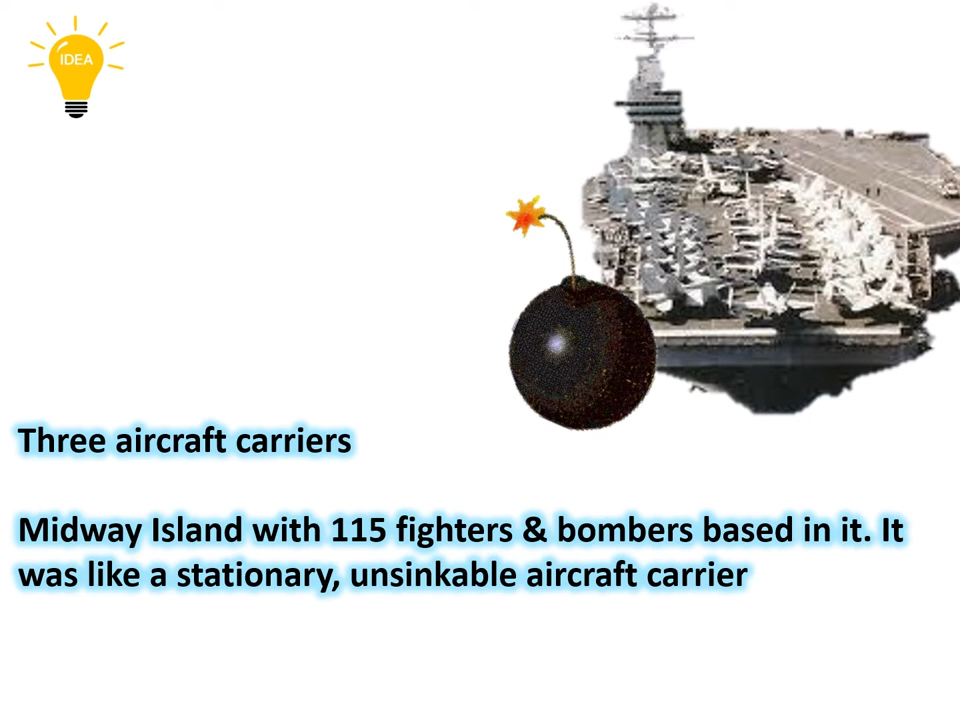 IDEA
Three aircraft carriers
Midway Island with 115 fighters & bombers based in it. It
was like a stationary, unsinkable aircraft carrier